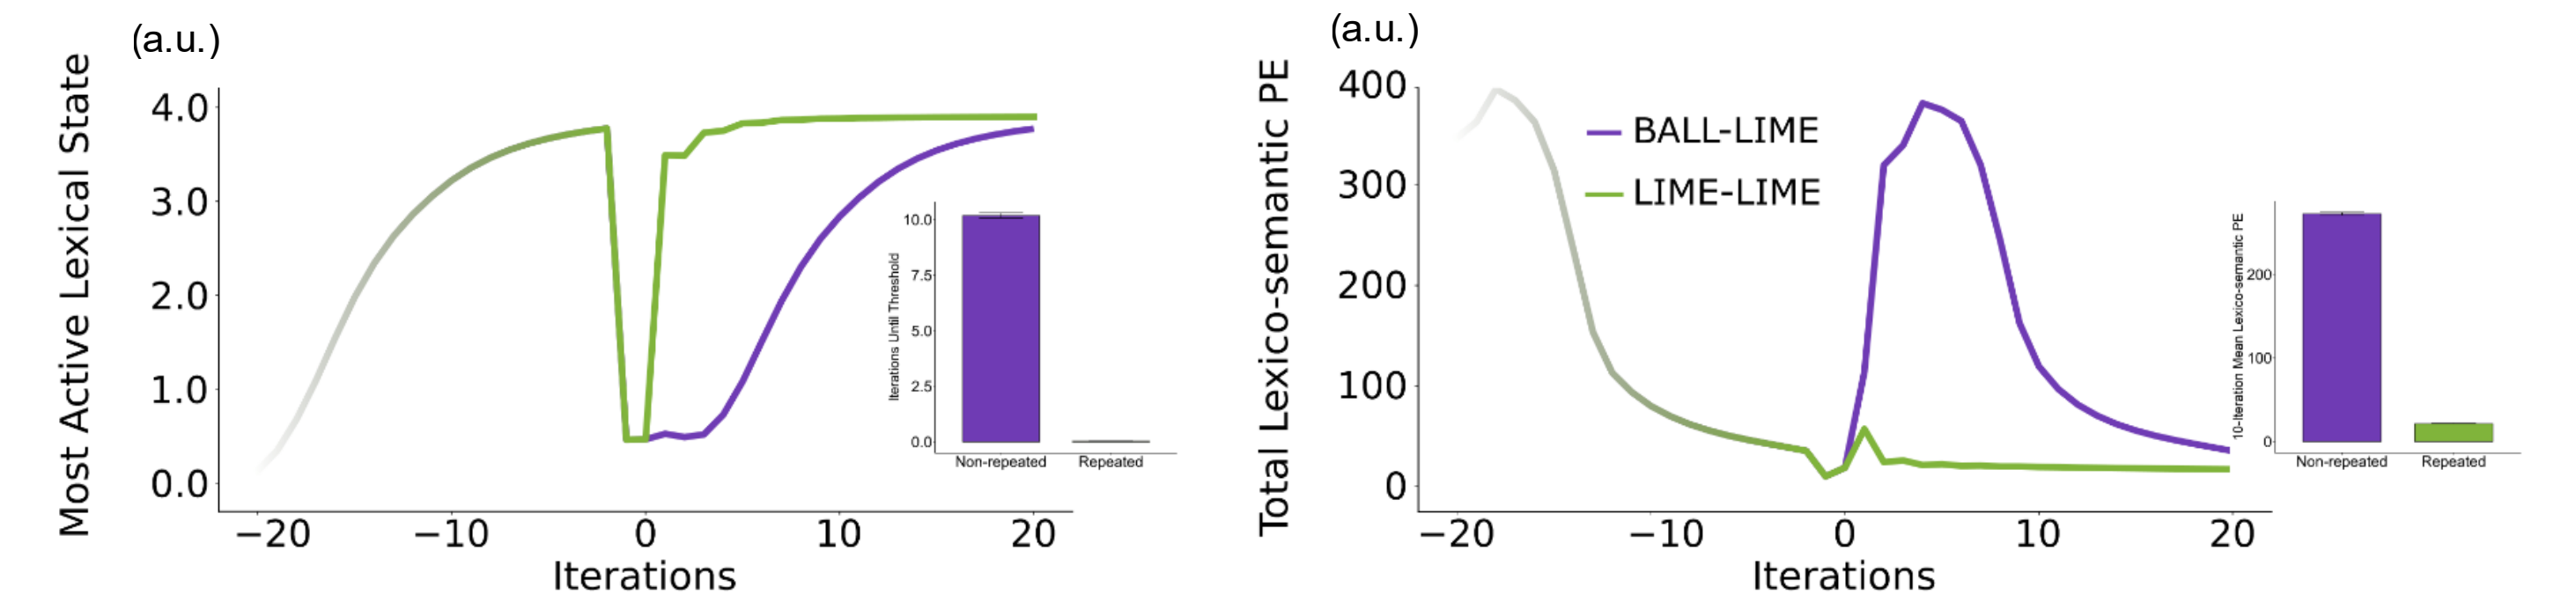 (a.u.)
Most Active Lexical State
4.0
3.0
2.0
1.0
0.0
−20
−10
0
10
20
Iterations
Iterations Until Threshold
10.0
7.5
5.0
2.5
0.0
Non-repeated
Repeated
(a.u.)
Total Lexico-semantic PE
400
300
200
100
0
BALL-LIME
LIME-LIME
−20
−10
0
10
20
Iterations
10-Iteration Mean Lexico-semantic PE
200
100
0
Non-repeated
Repeated